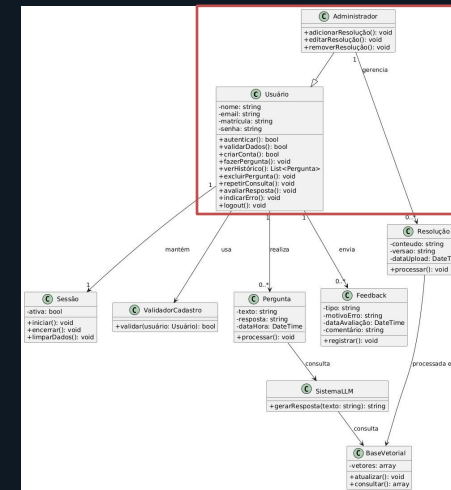 C Administrador
+adicionarResolução(): void
+editarResolução(): void
+removerResolução(): void
1
gerencia
C Usuário
-nome: string
-email: string
-matrícula: string
-senha: string
+autenticar(): bool
+validarDados(): bool
+criarConta(): bool
+fazerPergunta(): void
+verHistórico(): List<Pergunta>
+excluirPergunta(): void
+repetirConsulta(): void
+avaliarResposta(): void
+indicarErro(): void
+logout(): void
1
1
1
0..*
mantém
usa
realiza
envia
C Resolução
-conteudo: string
-versao: string
-dataUpload: DateT
+processar(): void
1
0..*
0..*
C Sessão
-ativa: bool
+iniciar(): void
+encerrar(): void
+limparDados(): void
C ValidadorCadastro
+validar(usuário: Usuário): bool
C Pergunta
-texto: string
-resposta: string
-dataHora: DateTime
+processar(): void
C Feedback
-tipo: string
-motivoErro: string
-dataAvaliação: DateTime
-comentário: string
+registrar(): void
consulta
processada e
C SistemaLLM
+gerarResposta(texto: string): string
consulta
C BaseVetorial
-vetores: array
+atualizar(): void
+consultar(): array